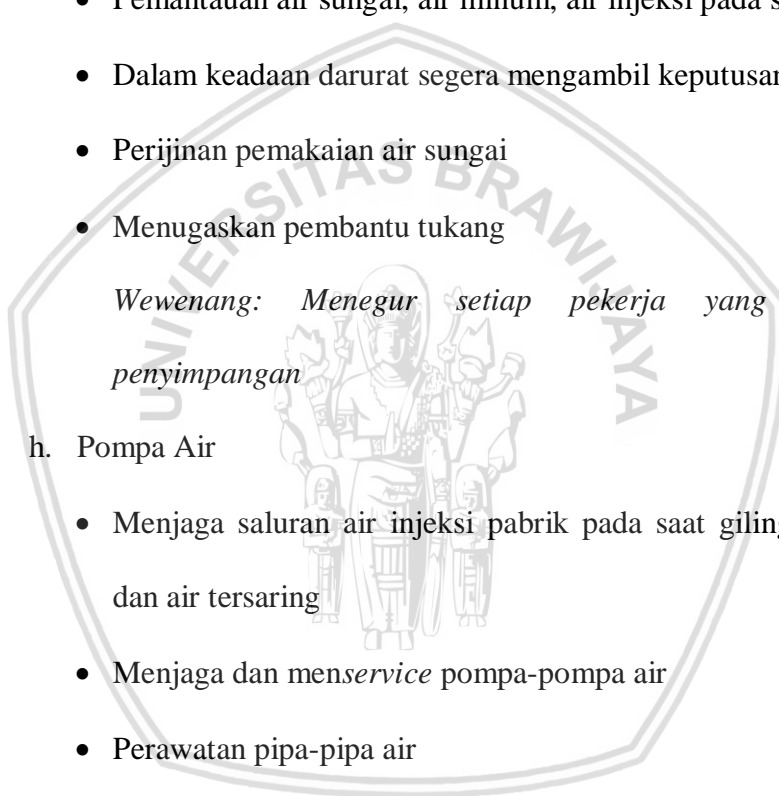 • Pemantauan air sungai, air minum, air injeksi pada s
• Dalam keadaan darurat segera mengambil keputusan
• Perijinan pemakaian air sungai
• Menugaskan pembantu tukang
Wewenang: Menegur setiap pekerja yang
penyimpangan
h. Pompa Air
• Menjaga saluran air injeksi pabrik pada saat giling
dan air tersaring
• Menjaga dan menservice pompa-pompa air
• Perawatan pipa-pipa air
UNIVERSITAS BRAWIJAYA